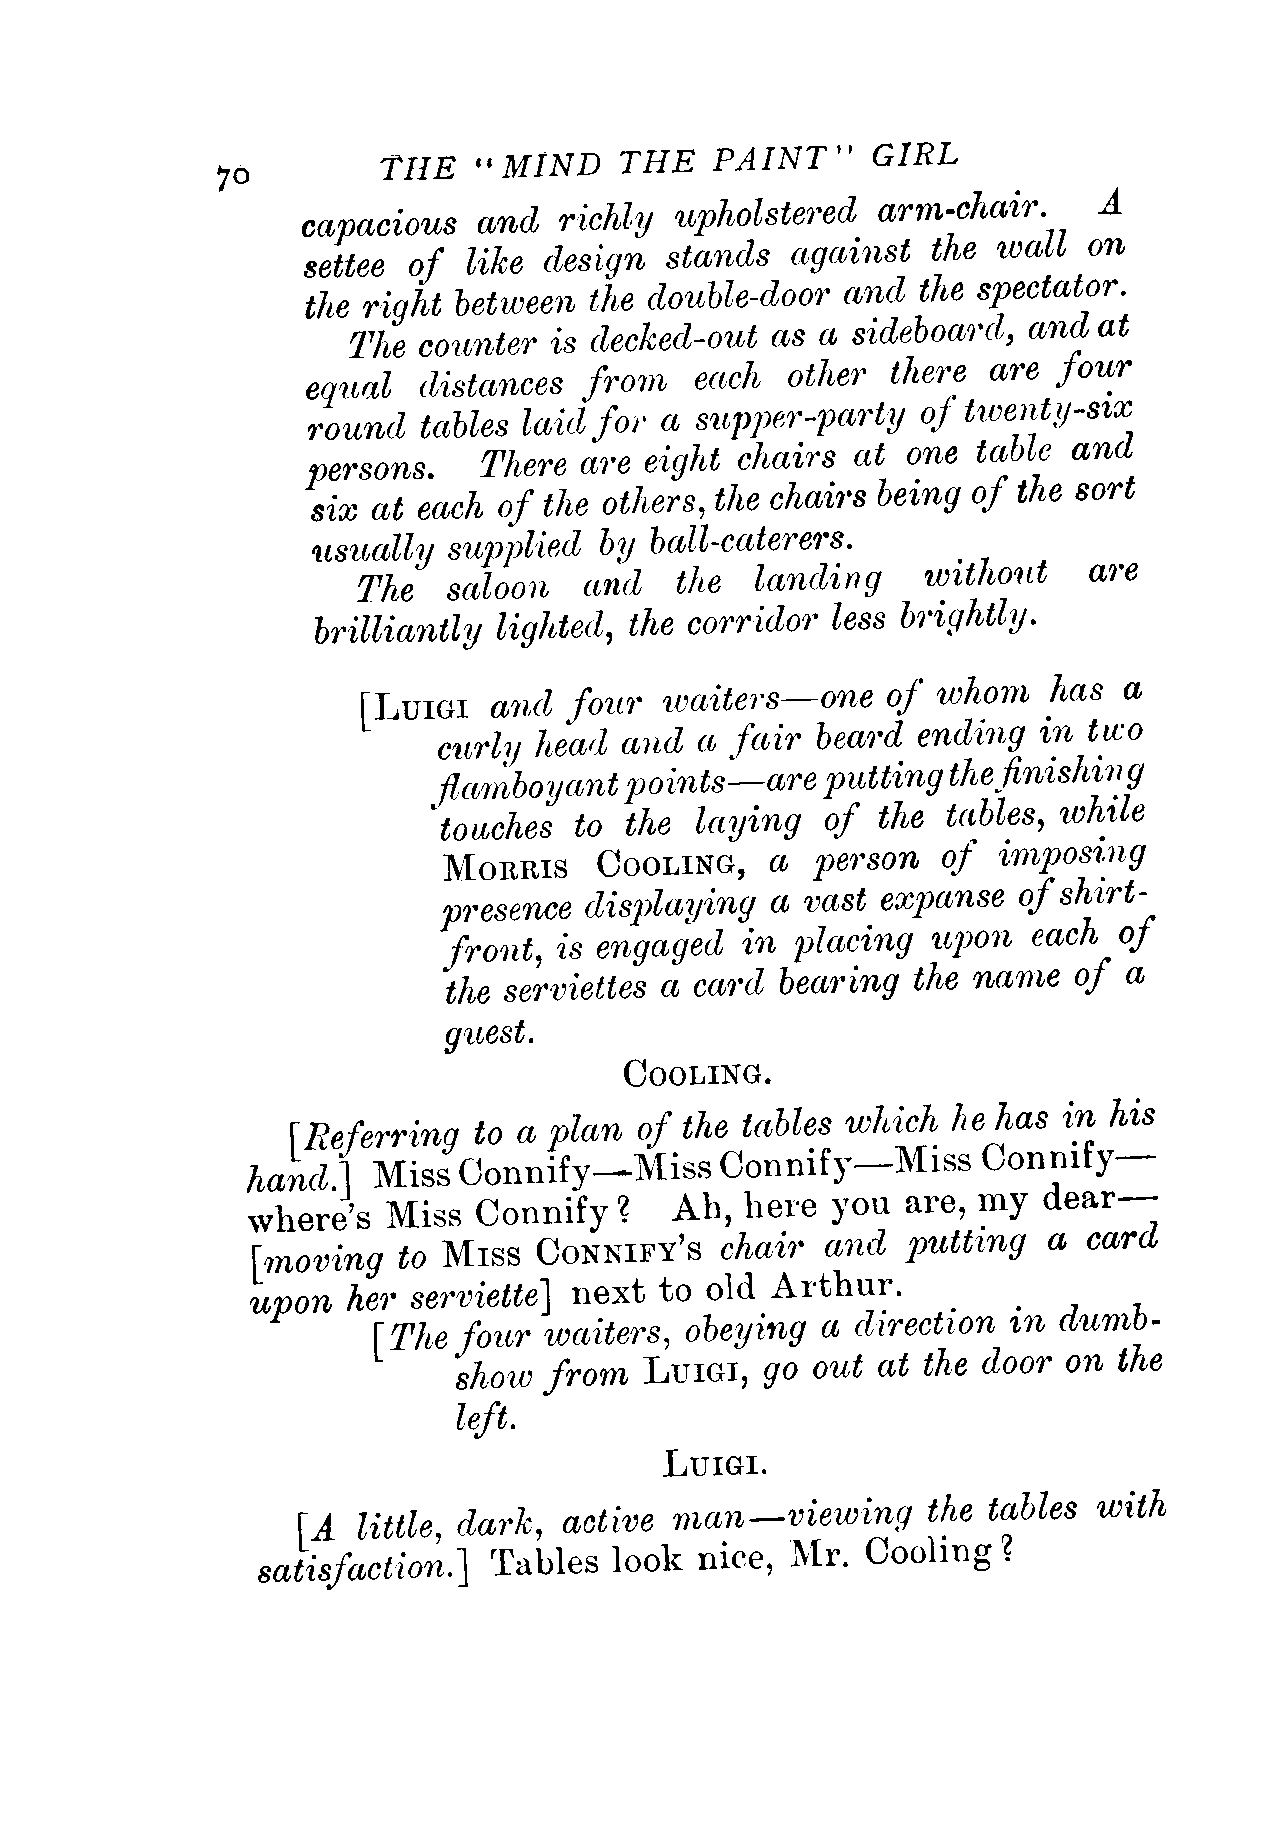 70 THE "MIND THE PAINT" GIRL
capacious and richly upholstered arm-chair. A
settee of like design stands against the wall on
the right between the double-door and the spectator.
The counter is decked-out as a sideboard, and at
equal distances from each other there are four
round tables laid for a supper-party of twenty-six
persons. There are eight chairs at one table and
six at each of the others, the chairs being of the sort
usually supplied by ball-caterers.
The saloon and the landing without are
brilliantly lighted, the corridor less brightly.
[LUIGI and four waiters—one of whom has a
curly head and a fair beard ending in two
flamboyant points—are putting the finishing
touches to the laying of the tables, while
MORRIS COOLING, a person of imposing
presence displaying a vast expanse of shirt-
front, is engaged in placing upon each of
the serviettes a card bearing the name of a
guest.
COOLING.
[Referring to a plan of the tables which he has in his
hand.] Miss Connify—Miss Connify—Miss Connify—
where's Miss Connify? Ah, here you are, my dear—
[moving to MISS CONNIFY'S chair and putting a card
upon her serviette] next to old Arthur.
[The four waiters, obeying a direction in dumb-
show from LUIGI, go out at the door on the
left.
LUIGI.
[A little, dark, active man—viewing the tables with
satisfaction.] Tables look nice, Mr. Cooling?